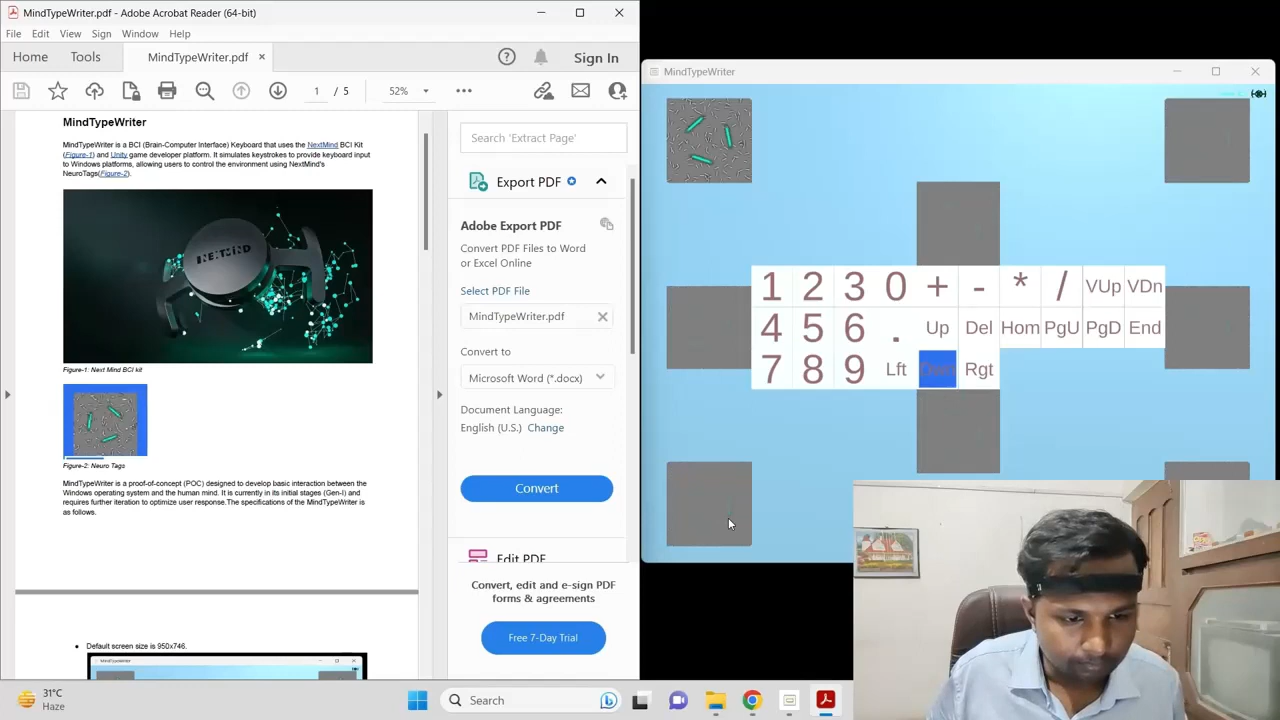 MindTypeWriter.pdf - Adobe Acrobat Reader (64-bit)
File Edit View Sign Window Help
Home Tools MindTypeWriter.pdf Sign In
1 / 5 52%
MindTypeWriter
MindTypeWriter is a BCI (Brain-Computer Interface) Keyboard that uses the NextMind BCI Kit
(Figure-1) and Unity game developer platform. It simulates keystrokes to provide keyboard input
to Windows platforms, allowing users to control the environment using NextMind's
NeuroTags(Figure-2).
NEXTMIND
Figure-1: Next Mind BCI kit
Figure-2: Neuro Tags
MindTypeWriter is a proof-of-concept (POC) designed to develop basic interaction between the
Windows operating system and the human mind. It is currently in its initial stages (Gen-I) and
requires further iteration to optimize user response.The specifications of the MindTypeWriter is
as follows.
Default screen size is 950x746.
MindTypeWriter
Search 'Extract Page'
Export PDF
Adobe Export PDF
Convert PDF Files to Word
or Excel Online
Select PDF File
MindTypeWriter.pdf
Convert to
Microsoft Word (*.docx)
Document Language:
English (U.S.) Change
Convert
Edit PDF
Convert, edit and e-sign PDF
forms & agreements
Free 7-Day Trial
MindTypeWriter
1 2 3 0 + - * / VUp VDn
4 5 6 . Up Del Hom PgU PgD End
7 8 9 Lft Rgt
31°C
Haze
Search